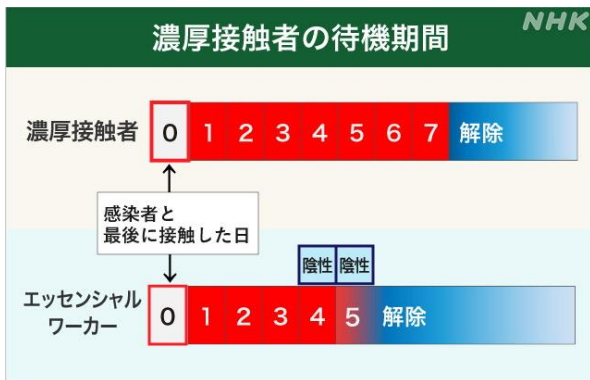 濃厚接触者の待機期間
NHK
濃厚接触者
0 1 2 3 4 5 6 7 解除
感染者と
最後に接触した日
陰性 陰性
エッセンシャル
ワーカー
0 1 2 3 4 5 解除